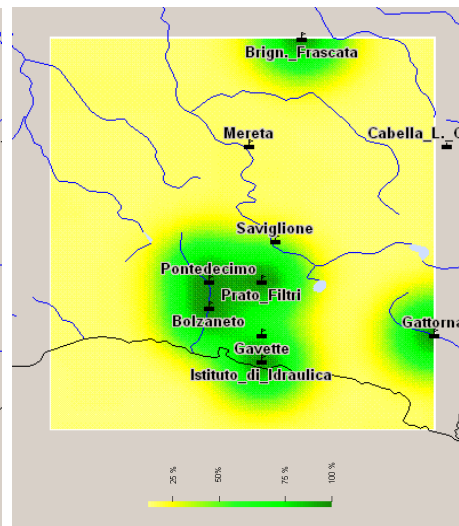 Brign._Frascata
Mereta
Cabella_L._
Saviglione
Pontedecimo
Prato_Filtri
Bolzaneto
Gattorna
Gavette
Istituto_di_Idraulica
25 %
50%
75 %
100 %